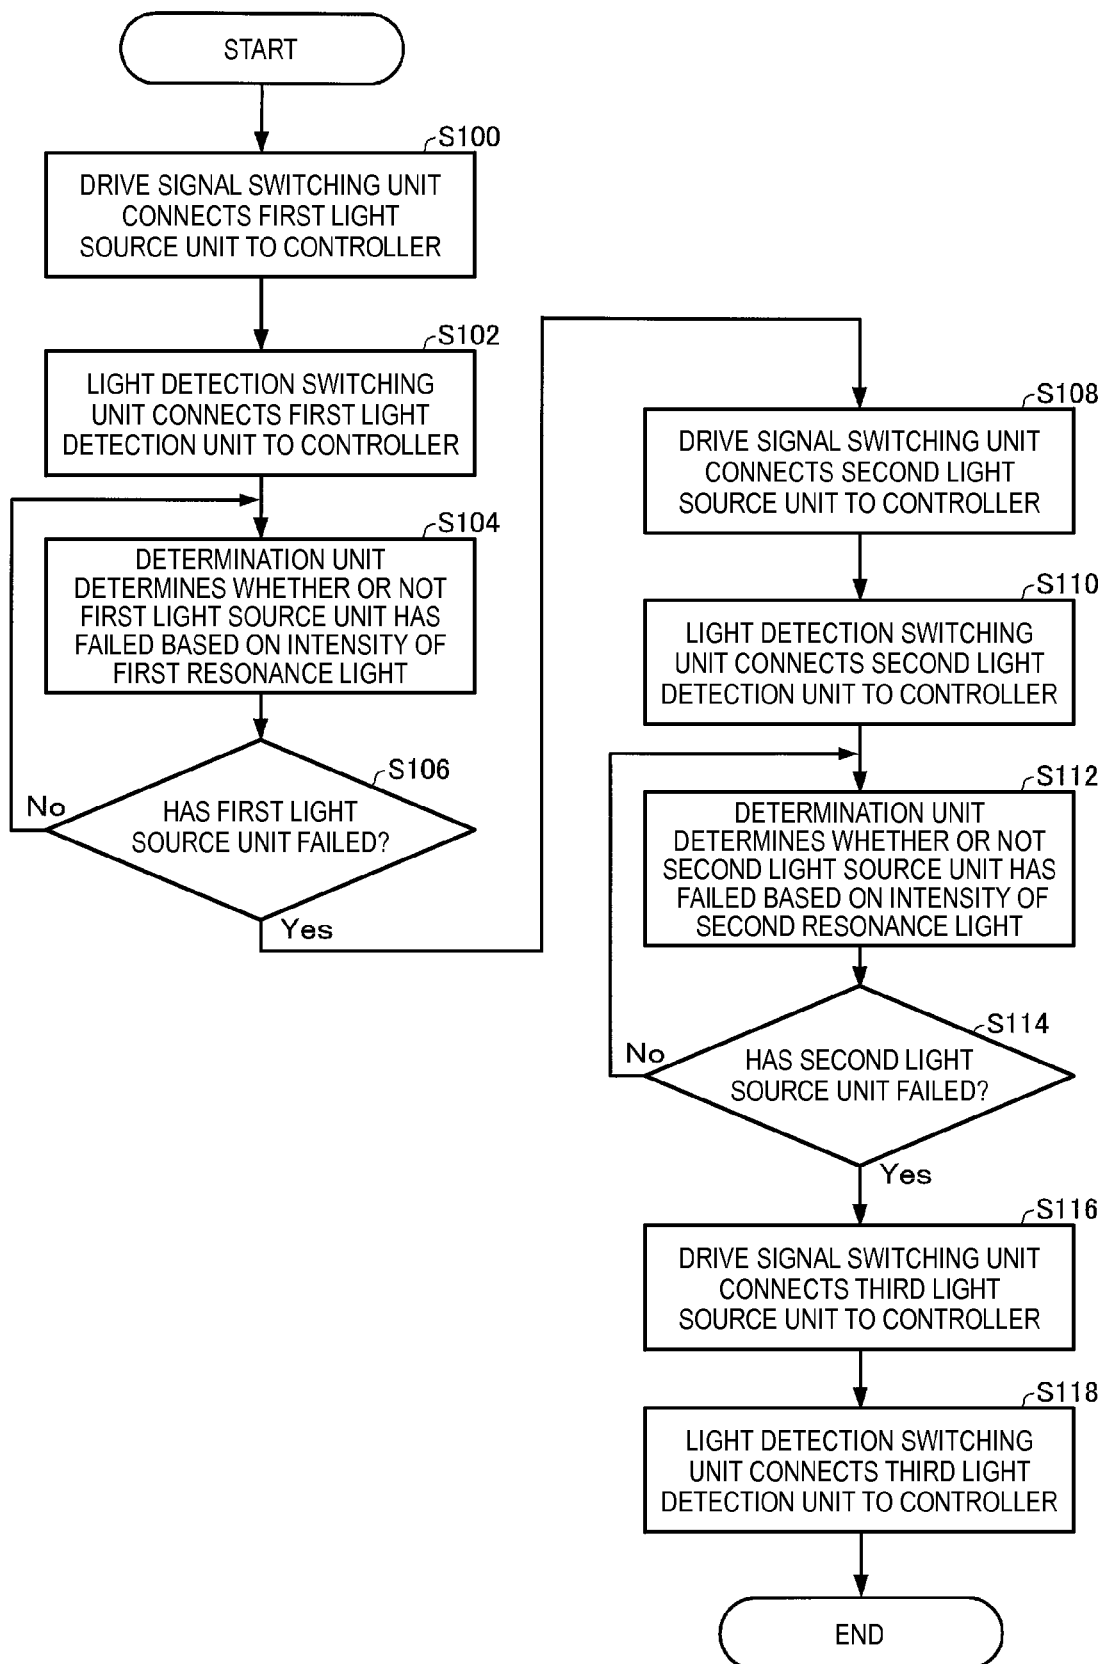 START
S100
DRIVE SIGNAL SWITCHING UNIT
CONNECTS FIRST LIGHT
SOURCE UNIT TO CONTROLLER
S102
LIGHT DETECTION SWITCHING
UNIT CONNECTS FIRST LIGHT
DETECTION UNIT TO CONTROLLER
S104
DETERMINATION UNIT
DETERMINES WHETHER OR NOT
FIRST LIGHT SOURCE UNIT HAS
FAILED BASED ON INTENSITY OF
FIRST RESONANCE LIGHT
S106
No
HAS FIRST LIGHT
SOURCE UNIT FAILED?
Yes
S108
DRIVE SIGNAL SWITCHING UNIT
CONNECTS SECOND LIGHT
SOURCE UNIT TO CONTROLLER
S110
LIGHT DETECTION SWITCHING
UNIT CONNECTS SECOND LIGHT
DETECTION UNIT TO CONTROLLER
S112
DETERMINATION UNIT
DETERMINES WHETHER OR NOT
SECOND LIGHT SOURCE UNIT HAS
FAILED BASED ON INTENSITY OF
SECOND RESONANCE LIGHT
S114
No
HAS SECOND LIGHT
SOURCE UNIT FAILED?
Yes
S116
DRIVE SIGNAL SWITCHING UNIT
CONNECTS THIRD LIGHT
SOURCE UNIT TO CONTROLLER
S118
LIGHT DETECTION SWITCHING
UNIT CONNECTS THIRD LIGHT
DETECTION UNIT TO CONTROLLER
END